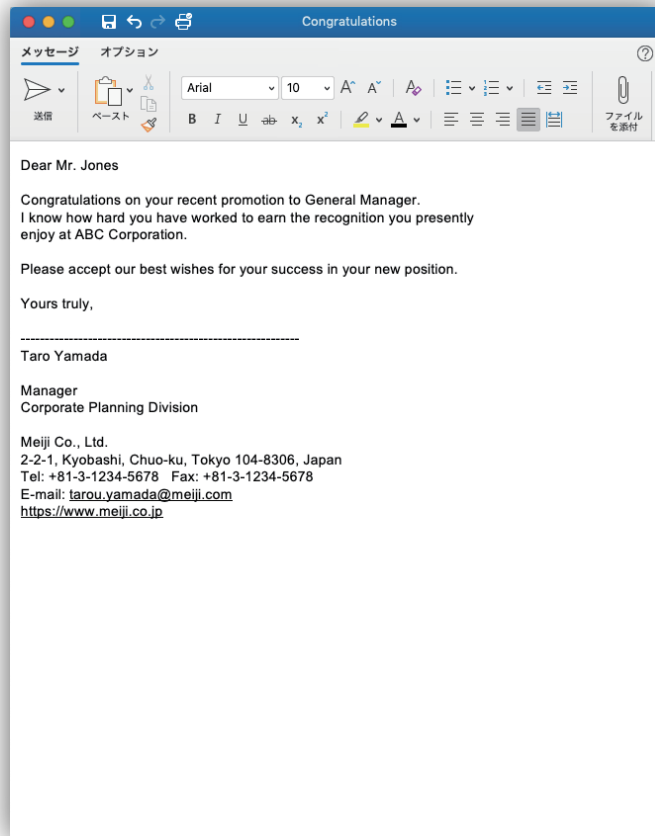 Congratulations
メッセージ オプション
送信
ペースト
Arial
10
ファイル
を添付
Dear Mr. Jones
Congratulations on your recent promotion to General Manager.
I know how hard you have worked to earn the recognition you presently
enjoy at ABC Corporation.
Please accept our best wishes for your success in your new position.
Yours truly,
----------------------------------------------------------
Taro Yamada
Manager
Corporate Planning Division
Meiji Co., Ltd.
2-2-1, Kyobashi, Chuo-ku, Tokyo 104-8306, Japan
Tel: +81-3-1234-5678 Fax: +81-3-1234-5678
E-mail: tarou.yamada@meiji.com
https://www.meiji.co.jp